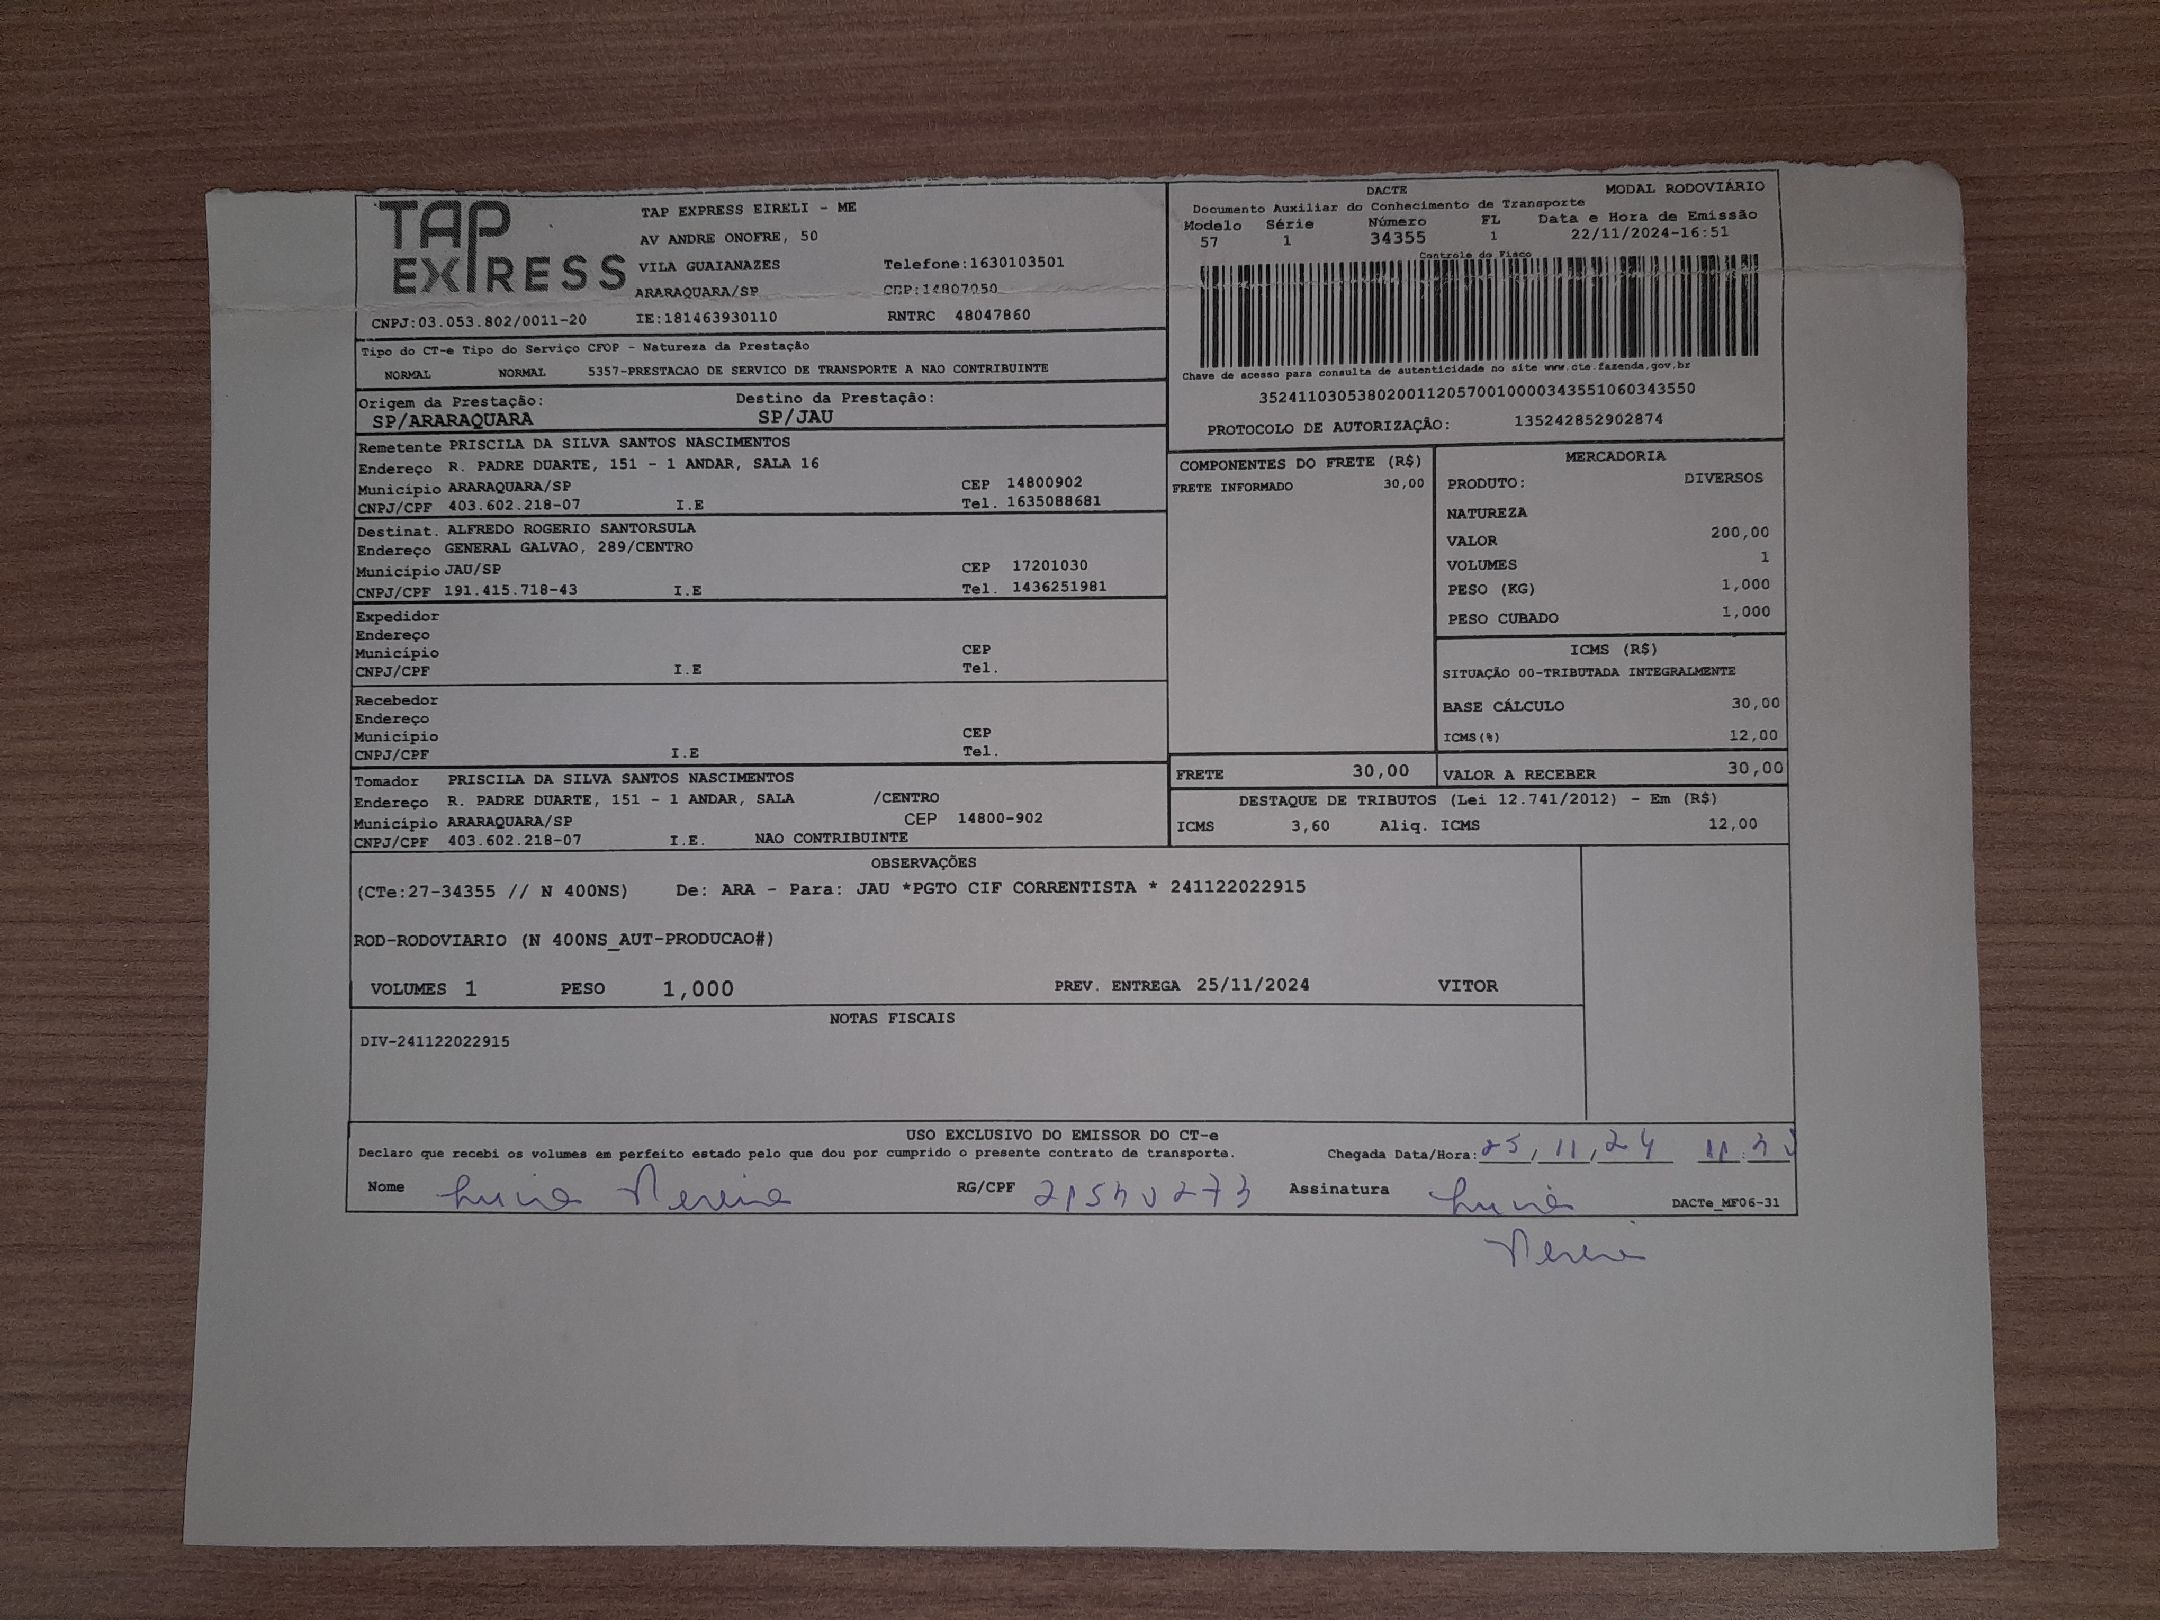 TAP EXPRESS
TAP EXPRESS EIRELI - ME
AV ANDRE ONOFRE, 50
VILA GUAIANAZES Telefone:1630103501
ARARAQUARA/SP CEP:14807050
CNPJ:03.053.802/0011-20 IE:181463930110 RNTRC 48047860
DACTE MODAL RODOVIÁRIO
Documento Auxiliar do Conhecimento de Transporte
Modelo Série Número FL Data e Hora de Emissão
57 1 34355 1 22/11/2024-16:51
Controle do Fisco
Chave de acesso para consulta de autenticidade no site www.cte.fazenda.gov.br
35241103053802001120570010000343551060343550
PROTOCOLO DE AUTORIZAÇÃO: 135242852902874
Tipo do CT-e Tipo do Serviço CFOP - Natureza da Prestação
NORMAL NORMAL 5357-PRESTACAO DE SERVICO DE TRANSPORTE A NAO CONTRIBUINTE
Origem da Prestação: Destino da Prestação:
SP/ARARAQUARA SP/JAU
Remetente PRISCILA DA SILVA SANTOS NASCIMENTOS
Endereço R. PADRE DUARTE, 151 - 1 ANDAR, SALA 16
Município ARARAQUARA/SP CEP 14800902
CNPJ/CPF 403.602.218-07 I.E Tel. 1635088681
Destinat. ALFREDO ROGERIO SANTORSULA
Endereço GENERAL GALVAO, 289/CENTRO
Município JAU/SP CEP 17201030
CNPJ/CPF 191.415.718-43 I.E Tel. 1436251981
Expedidor
Endereço
Município CEP
CNPJ/CPF I.E Tel.
Recebedor
Endereço
Município CEP
CNPJ/CPF I.E Tel.
Tomador PRISCILA DA SILVA SANTOS NASCIMENTOS
Endereço R. PADRE DUARTE, 151 - 1 ANDAR, SALA /CENTRO
Município ARARAQUARA/SP CEP 14800-902
CNPJ/CPF 403.602.218-07 I.E. NAO CONTRIBUINTE
COMPONENTES DO FRETE (R$)
FRETE INFORMADO 30,00
MERCADORIA
PRODUTO: DIVERSOS
NATUREZA
VALOR 200,00
VOLUMES 1
PESO (KG) 1,000
PESO CUBADO 1,000
ICMS (R$)
SITUAÇÃO 00-TRIBUTADA INTEGRALMENTE
BASE CÁLCULO 30,00
ICMS(%) 12,00
FRETE 30,00 VALOR A RECEBER 30,00
DESTAQUE DE TRIBUTOS (Lei 12.741/2012) - Em (R$)
ICMS 3,60 Aliq. ICMS 12,00
OBSERVAÇÕES
(CTe:27-34355 // N 400NS) De: ARA - Para: JAU *PGTO CIF CORRENTISTA * 241122022915
ROD-RODOVIARIO (N 400NS_AUT-PRODUCAO#)
VOLUMES 1 PESO 1,000 PREV. ENTREGA 25/11/2024 VITOR
NOTAS FISCAIS
DIV-241122022915
USO EXCLUSIVO DO EMISSOR DO CT-e
Declaro que recebi os volumes em perfeito estado pelo que dou por cumprido o presente contrato de transporte. Chegada Data/Hora: 25,11,24
Nome RG/CPF Assinatura DACTe_MF06-31